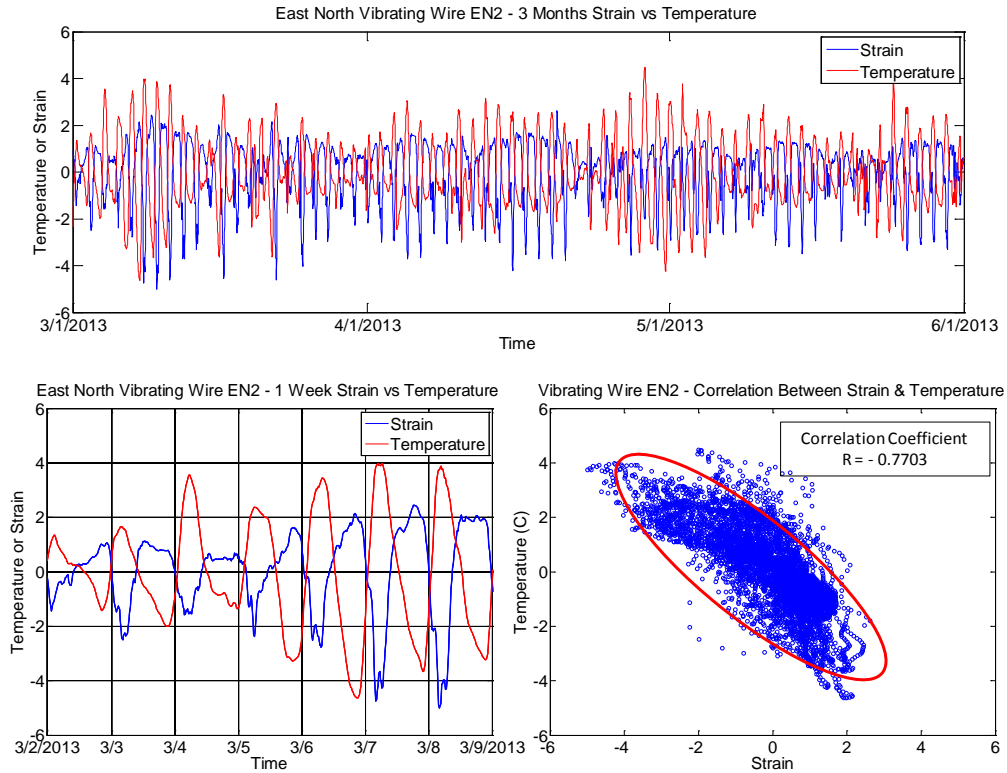 East North Vibrating Wire EN2 - 3 Months Strain vs Temperature
6
4
2
0
-2
-4
-6
Temperature or Strain
Strain
Temperature
3/1/2013 4/1/2013 5/1/2013 6/1/2013
Time
East North Vibrating Wire EN2 - 1 Week Strain vs Temperature
6
4
2
0
-2
-4
-6
Temperature or Strain
Strain
Temperature
3/2/2013 3/3 3/4 3/5 3/6 3/7 3/8 3/9/2013
Time
Vibrating Wire EN2 - Correlation Between Strain & Temperature
6
4
2
0
-2
-4
-6
Temperature (C)
Correlation Coefficient
R = - 0.7703
-6 -4 -2 0 2 4 6
Strain